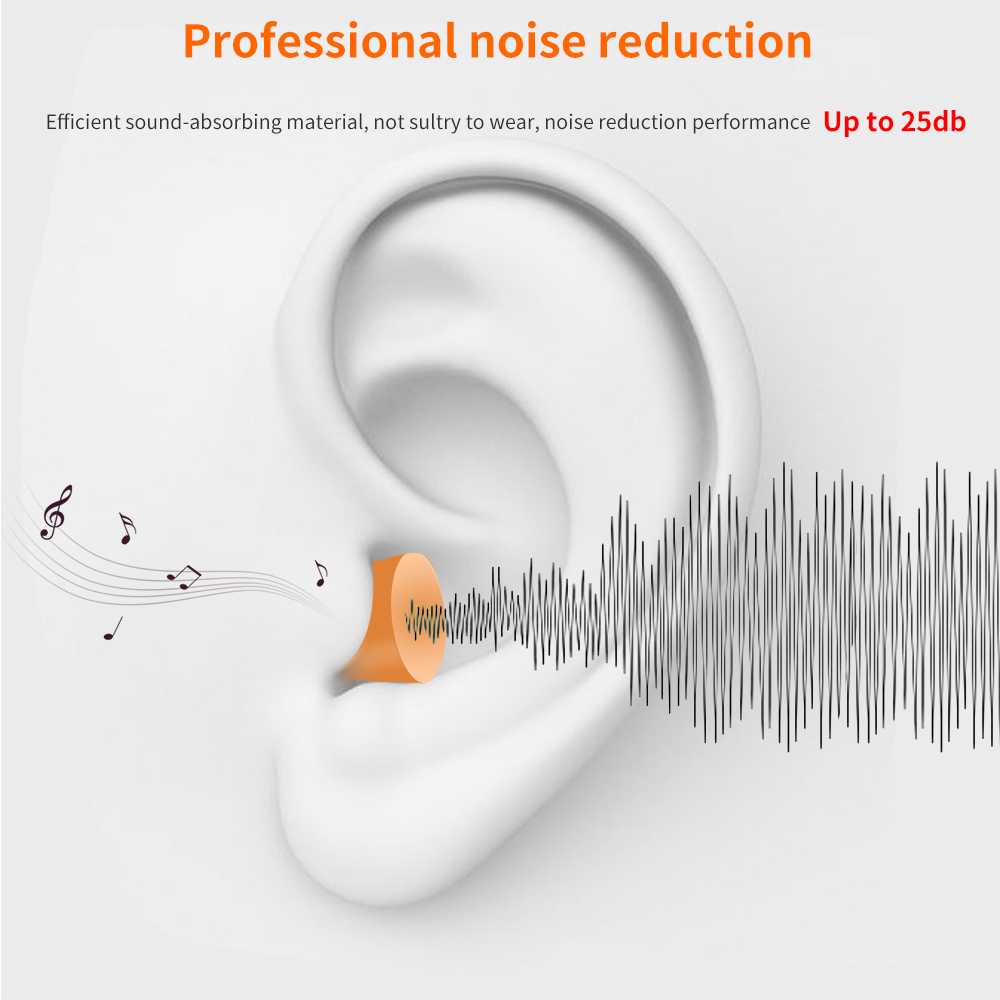 Professional noise reduction
Efficient sound-absorbing material, not sultry to wear, noise reduction performance Up to 25db